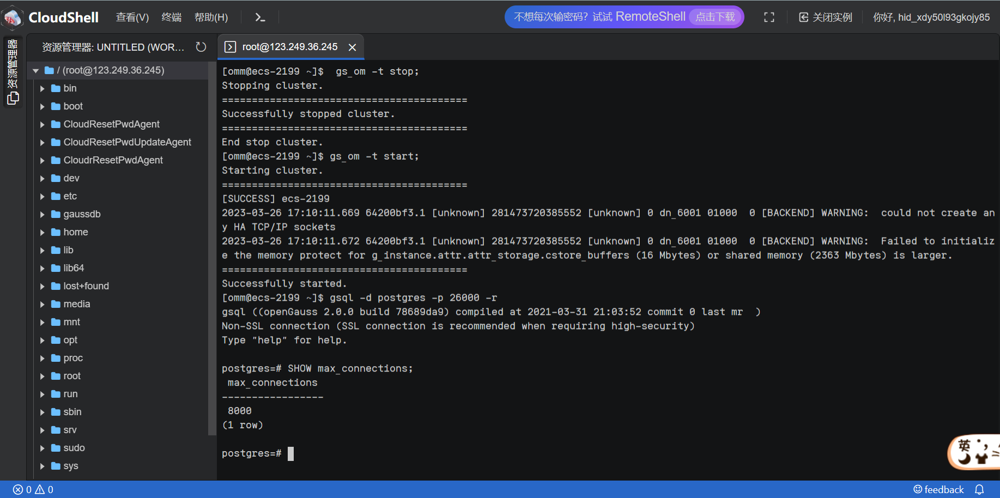 CloudShell 查看(V) 终端 帮助(H) 不想每次输密码？试试 RemoteShell 点击下载 关闭实例 你好, hid_xdy50l93gkojy85
资源管理器
资源管理器: UNTITLED (WOR...
/ (root@123.249.36.245)
bin
boot
CloudResetPwdAgent
CloudResetPwdUpdateAgent
CloudrResetPwdAgent
dev
etc
gaussdb
home
lib
lib64
lost+found
media
mnt
opt
proc
root
run
sbin
srv
sudo
sys
root@123.249.36.245
[omm@ecs-2199 ~]$  gs_om -t stop;
Stopping cluster.
=========================================
Successfully stopped cluster.
=========================================
End stop cluster.
[omm@ecs-2199 ~]$ gs_om -t start;
Starting cluster.
=========================================
[SUCCESS] ecs-2199
2023-03-26 17:10:11.669 64200bf3.1 [unknown] 281473720385552 [unknown] 0 dn_6001 01000  0 [BACKEND] WARNING:  could not create an
y HA TCP/IP sockets
2023-03-26 17:10:11.672 64200bf3.1 [unknown] 281473720385552 [unknown] 0 dn_6001 01000  0 [BACKEND] WARNING:  Failed to initializ
e the memory protect for g_instance.attr.attr_storage.cstore_buffers (16 Mbytes) or shared memory (2363 Mbytes) is larger.
=========================================
Successfully started.
[omm@ecs-2199 ~]$ gsql -d postgres -p 26000 -r
gsql ((openGauss 2.0.0 build 78689da9) compiled at 2021-03-31 21:03:52 commit 0 last mr  )
Non-SSL connection (SSL connection is recommended when requiring high-security)
Type "help" for help.
postgres=# SHOW max_connections;
max_connections
-----------------
8000
(1 row)
postgres=#
英
0 0
feedback